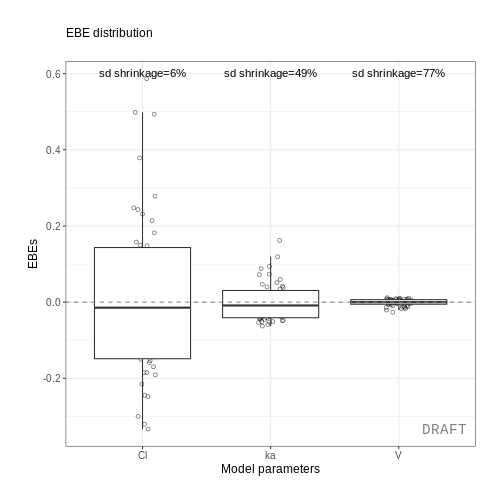 EBE distribution
sd shrinkage=6% sd shrinkage=49% sd shrinkage=77%
0.6
0.4
0.2
0.0
-0.2
EBEs
DRAFT
Cl ka V
Model parameters